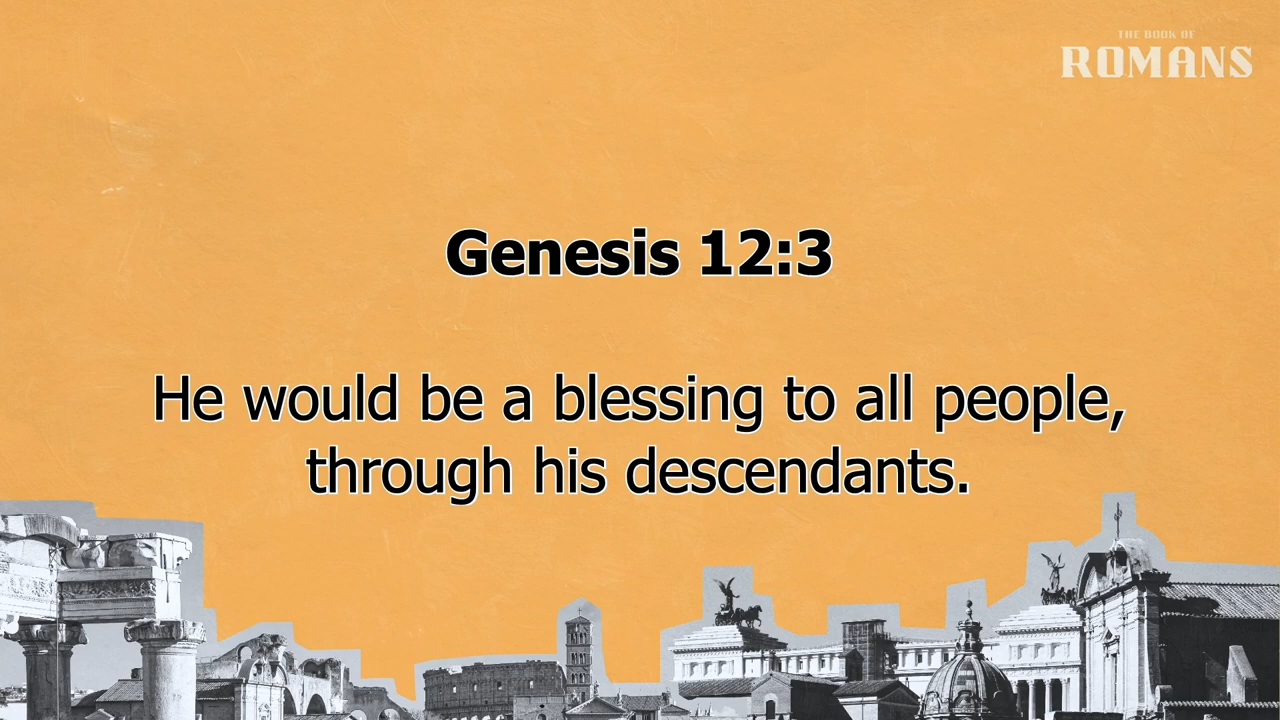 THE BOOK OF
ROMANS
Genesis 12:3
He would be a blessing to all people,
through his descendants.